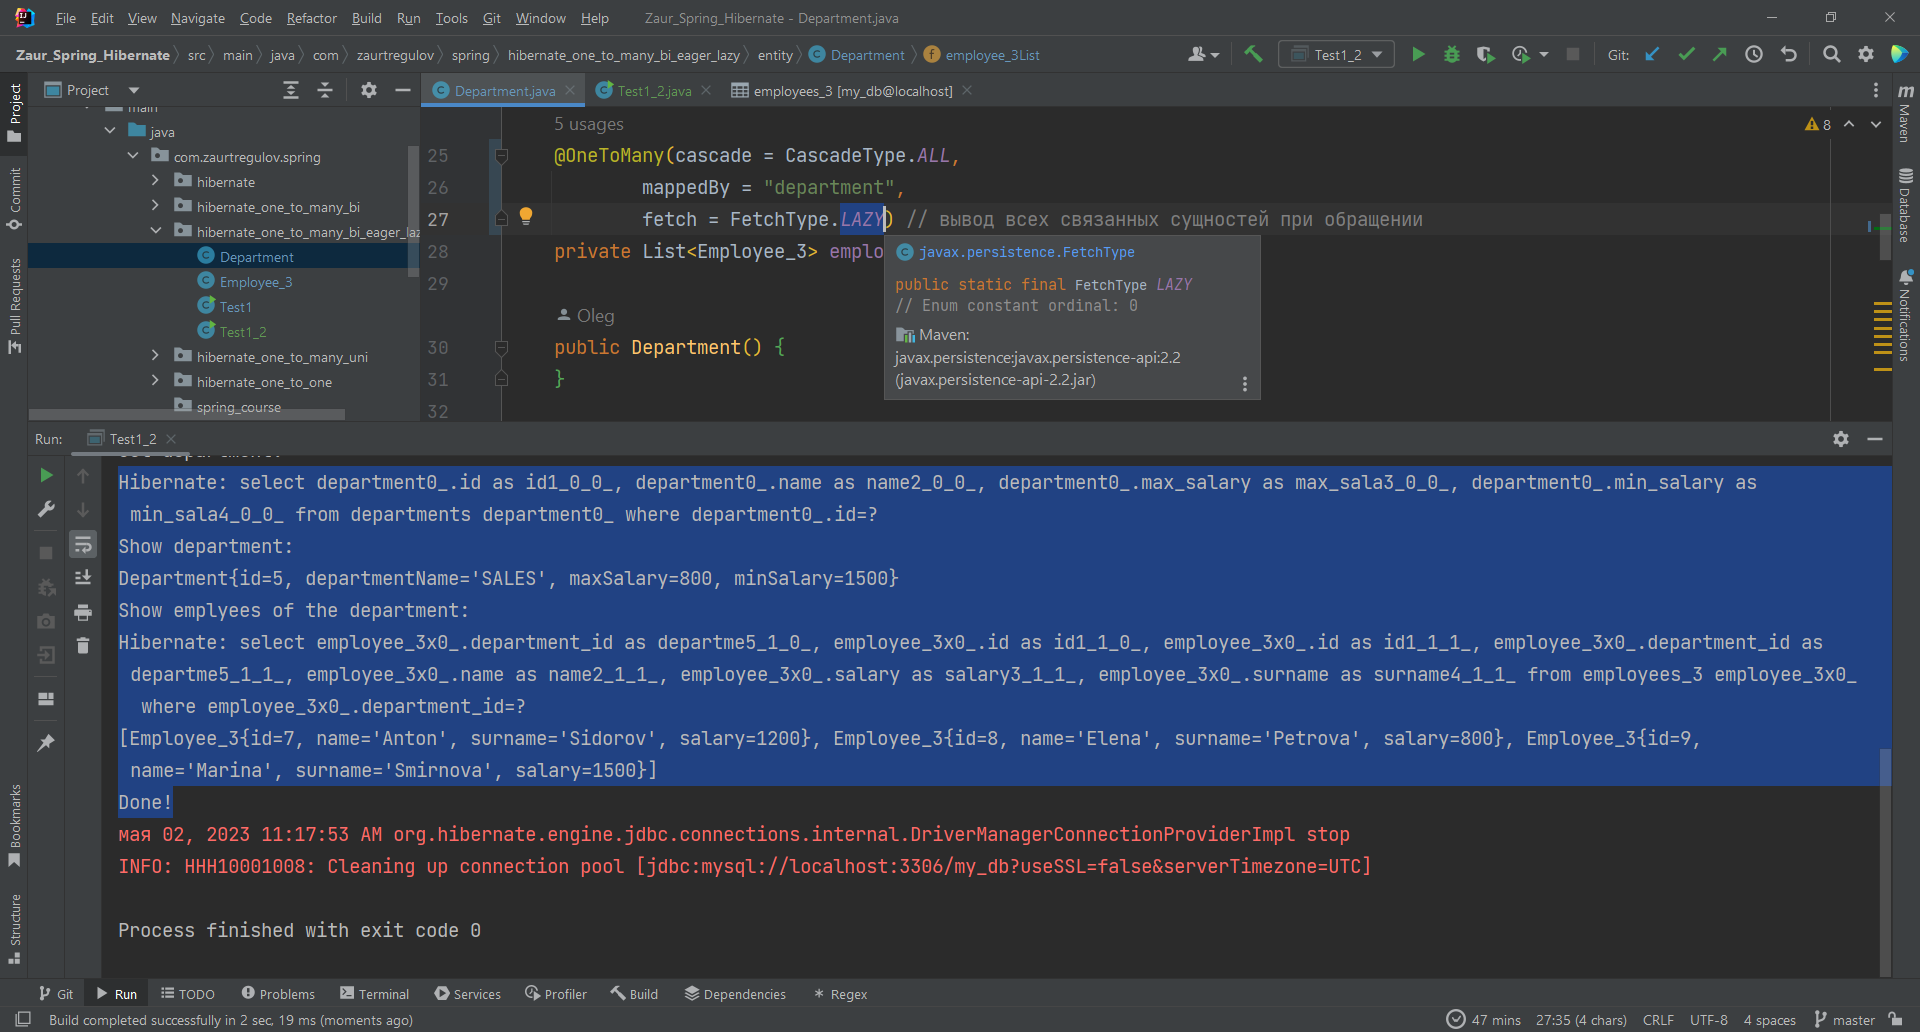 File Edit View Navigate Code Refactor Build Run Tools Git Window Help Zaur_Spring_Hibernate - Department.java
Zaur_Spring_Hibernate src main java com zaurtregulov spring hibernate_one_to_many_bi_eager_lazy entity Department employee_3List Test1_2 Git:
Project
Department.java Test1_2.java employees_3 [my_db@localhost]
main
java
com.zaurtregulov.spring
hibernate
hibernate_one_to_many_bi
hibernate_one_to_many_bi_eager_laz
Department
Employee_3
Test1
Test1_2
hibernate_one_to_many_uni
hibernate_one_to_one
spring_course
5 usages
8
25 @OneToMany(cascade = CascadeType.ALL,
26 mappedBy = "department",
27 fetch = FetchType.LAZY) // вывод всех связанных сущностей при обращении
28 private List<Employee_3> emplo
29
Oleg
30 public Department() {
31 }
32
javax.persistence.FetchType
public static final FetchType LAZY
// Enum constant ordinal: 0
Maven:
javax.persistence:javax.persistence-api:2.2
(javax.persistence-api-2.2.jar)
Project
Commit
Pull Requests
Bookmarks
Structure
Maven
Database
Notifications
Run: Test1_2
Hibernate: select department0_.id as id1_0_0_, department0_.name as name2_0_0_, department0_.max_salary as max_sala3_0_0_, department0_.min_salary as
min_sala4_0_0_ from departments department0_ where department0_.id=?
Show department:
Department{id=5, departmentName='SALES', maxSalary=800, minSalary=1500}
Show emplyees of the department:
Hibernate: select employee_3x0_.department_id as departme5_1_0_, employee_3x0_.id as id1_1_0_, employee_3x0_.id as id1_1_1_, employee_3x0_.department_id as
departme5_1_1_, employee_3x0_.name as name2_1_1_, employee_3x0_.salary as salary3_1_1_, employee_3x0_.surname as surname4_1_1_ from employees_3 employee_3x0_
where employee_3x0_.department_id=?
[Employee_3{id=7, name='Anton', surname='Sidorov', salary=1200}, Employee_3{id=8, name='Elena', surname='Petrova', salary=800}, Employee_3{id=9,
name='Marina', surname='Smirnova', salary=1500}]
Done!
мая 02, 2023 11:17:53 AM org.hibernate.engine.jdbc.connections.internal.DriverManagerConnectionProviderImpl stop
INFO: HHH10001008: Cleaning up connection pool [jdbc:mysql://localhost:3306/my_db?useSSL=false&serverTimezone=UTC]
Process finished with exit code 0
Git Run TODO Problems Terminal Services Profiler Build Dependencies Regex
Build completed successfully in 2 sec, 19 ms (moments ago) 47 mins 27:35 (4 chars) CRLF UTF-8 4 spaces master